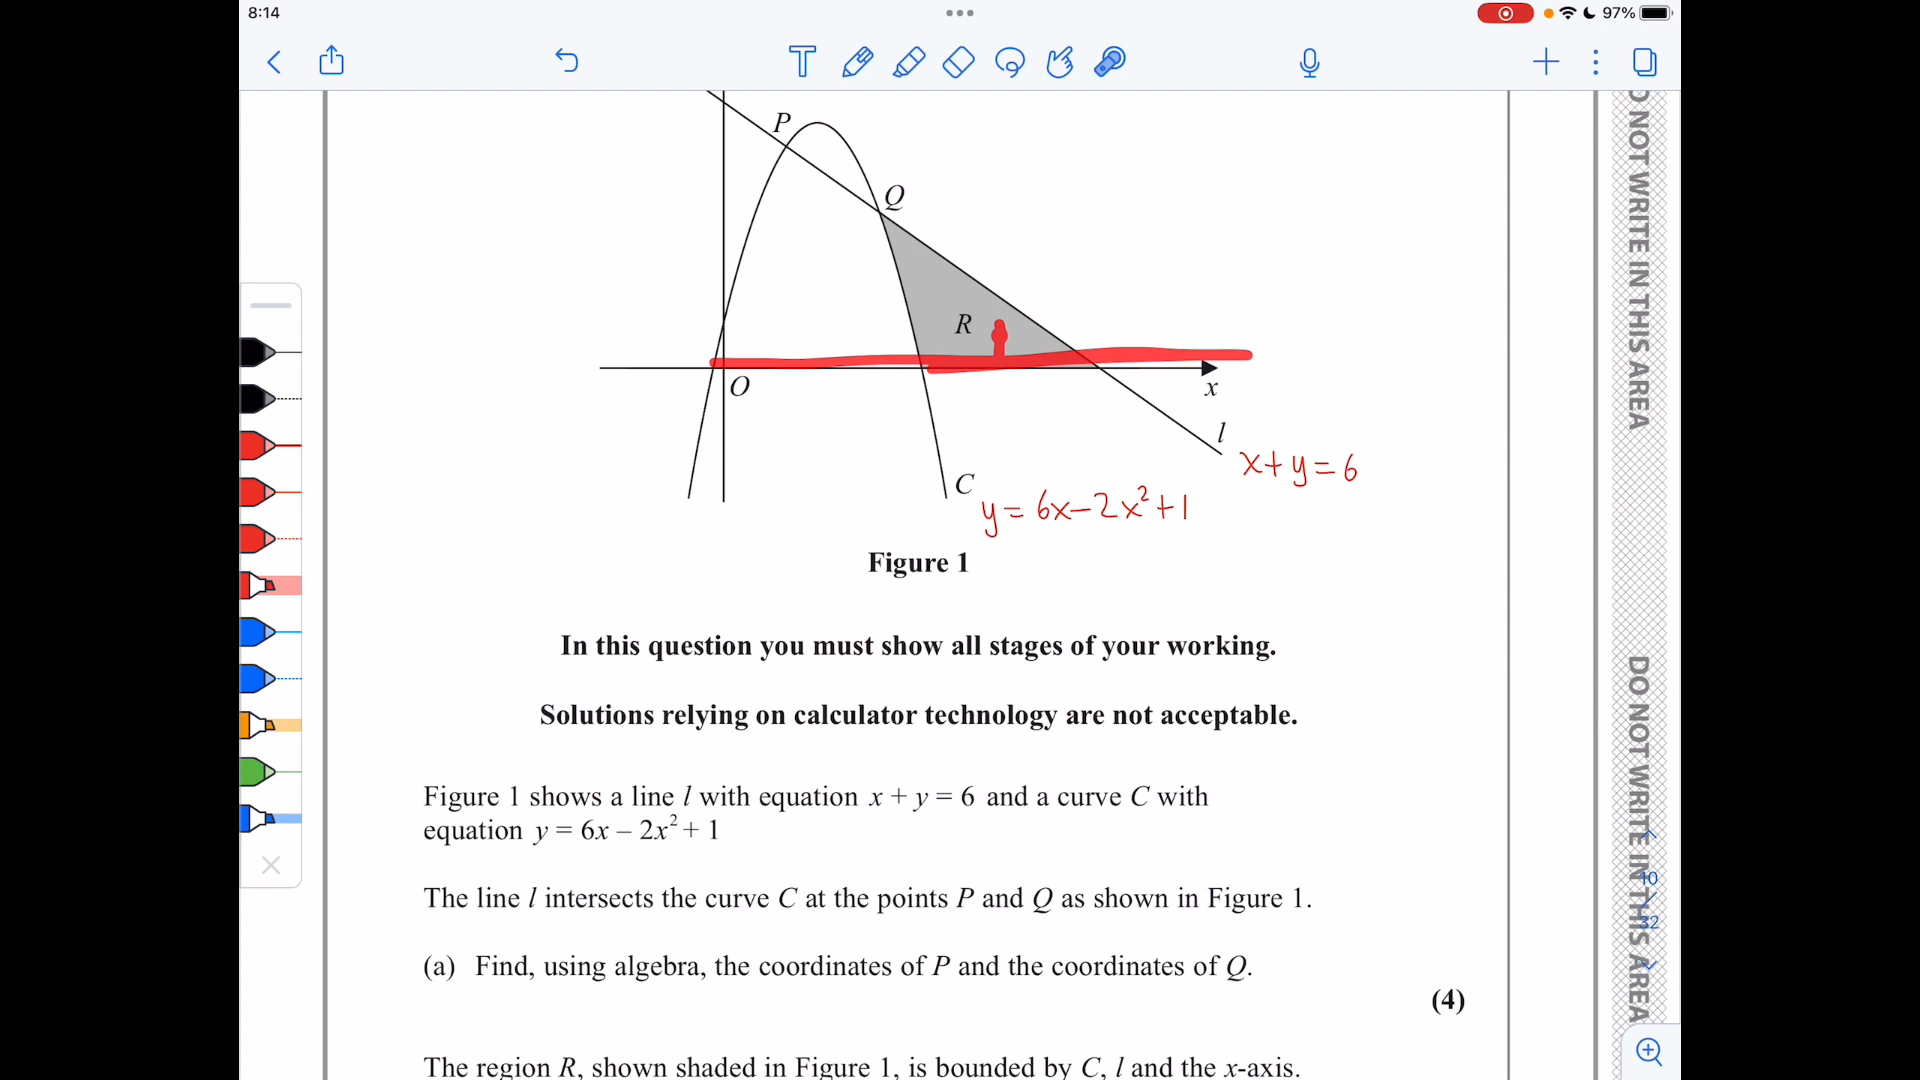 8:14
97%
P
Q
R
O
x
l
x+y=6
C
y=6x-2x²+1
Figure 1
In this question you must show all stages of your working.
Solutions relying on calculator technology are not acceptable.
Figure 1 shows a line l with equation x + y = 6 and a curve C with
equation y = 6x – 2x² + 1
The line l intersects the curve C at the points P and Q as shown in Figure 1.
(a) Find, using algebra, the coordinates of P and the coordinates of Q.
(4)
The region R, shown shaded in Figure 1, is bounded by C, l and the x-axis.
O NOT WRITE IN THIS AREA
DO NOT WRITE IN THIS AREA
10
/
32